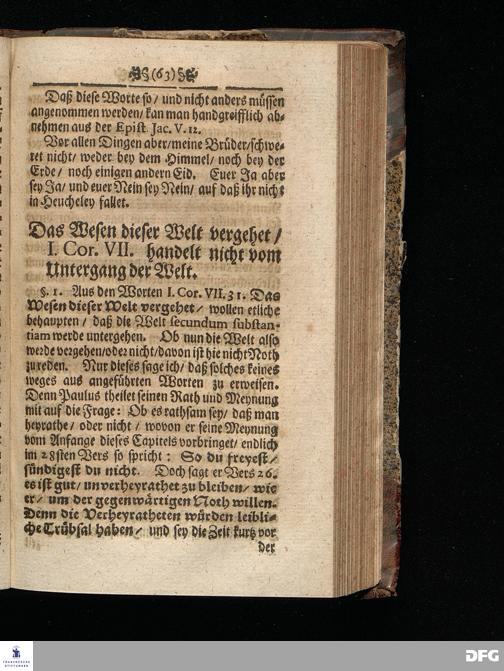 (63)
Daß diese Worte so/ und nicht anders müssen
angenommen werden/ kan man handgreifflich ab-
nehmen aus der Epist. Jac. V. 12.
Vor allen Dingen aber/ meine Brüder/ schwe-
ret nicht/ weder bey dem Himmel/ noch bey der
Erde/ noch einigen andern Eid. Euer Ja aber
sey Ja/ und euer Nein sey Nein/ auf daß ihr nicht
in Heucheley fallet.
Das Wesen dieser Welt vergehet/
I. Cor. VII. handelt nicht vom
Untergang der Welt.
§. 1. Aus den Worten I. Cor. VII. 31. Das
Wesen dieser Welt vergehet/ wollen etliche
behaupten/ daß die Welt secundum substan-
tiam werde untergehen. Ob nun die Welt also
werde vergehen/ oder nicht/ davon ist hie nicht Noth
zu reden. Nur dieses sage ich/ daß solches keines
weges aus angeführten Worten zu erweisen.
Denn Paulus theilet seinen Rath und Meynung
mit auf die Frage: Ob es rathsam sey/ daß man
heyrathe/ oder nicht/ wovon er seine Meynung
vom Anfange dieses Capitels vorbringet/ endlich
im 28sten Vers so spricht: So du freyest/
sündigest du nicht. Doch sagt er Vers 26.
es ist gut/ unverheyrathet zu bleiben/ wie
er/ um der gegenwärtigen Noth willen.
Denn die Verheyratheten würden leibli-
che Trübsal haben/ und sey die Zeit kurtz vor
der
FRANCKESCHE
STIFTUNGEN
DFG